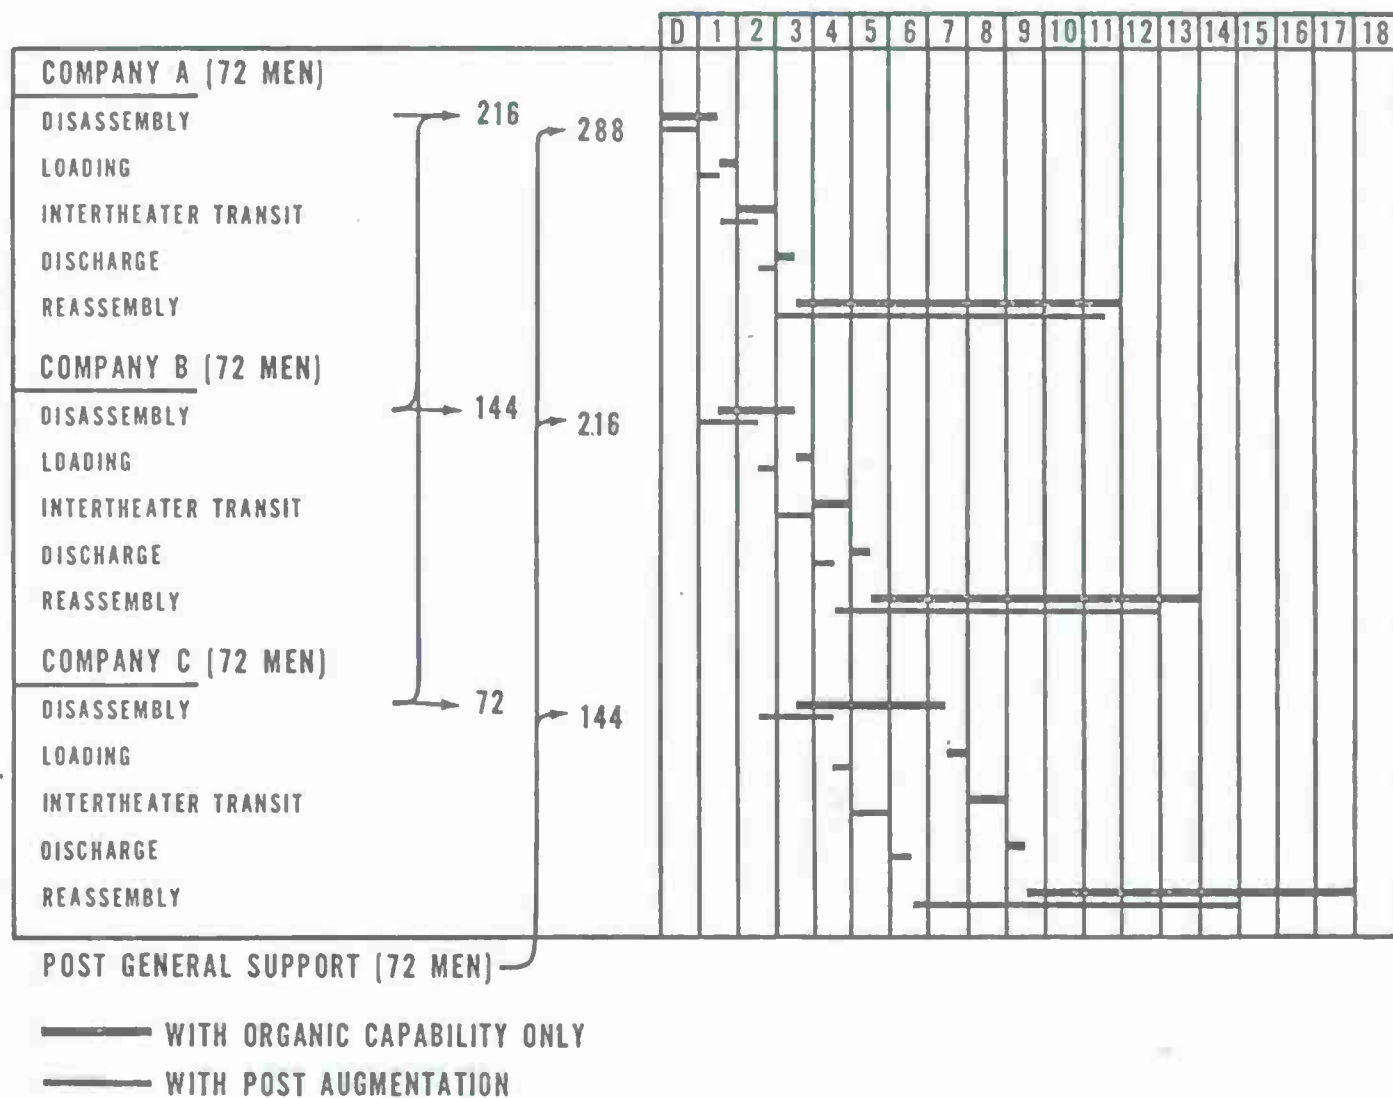 D 1 2 3 4 5 6 7 8 9 10 11 12 13 14 15 16 17 18
COMPANY A (72 MEN)
DISASSEMBLY 216 288
LOADING
INTERTHEATER TRANSIT
DISCHARGE
REASSEMBLY
COMPANY B (72 MEN)
DISASSEMBLY 144 216
LOADING
INTERTHEATER TRANSIT
DISCHARGE
REASSEMBLY
COMPANY C (72 MEN)
DISASSEMBLY 72 144
LOADING
INTERTHEATER TRANSIT
DISCHARGE
REASSEMBLY
POST GENERAL SUPPORT (72 MEN)
WITH ORGANIC CAPABILITY ONLY
WITH POST AUGMENTATION